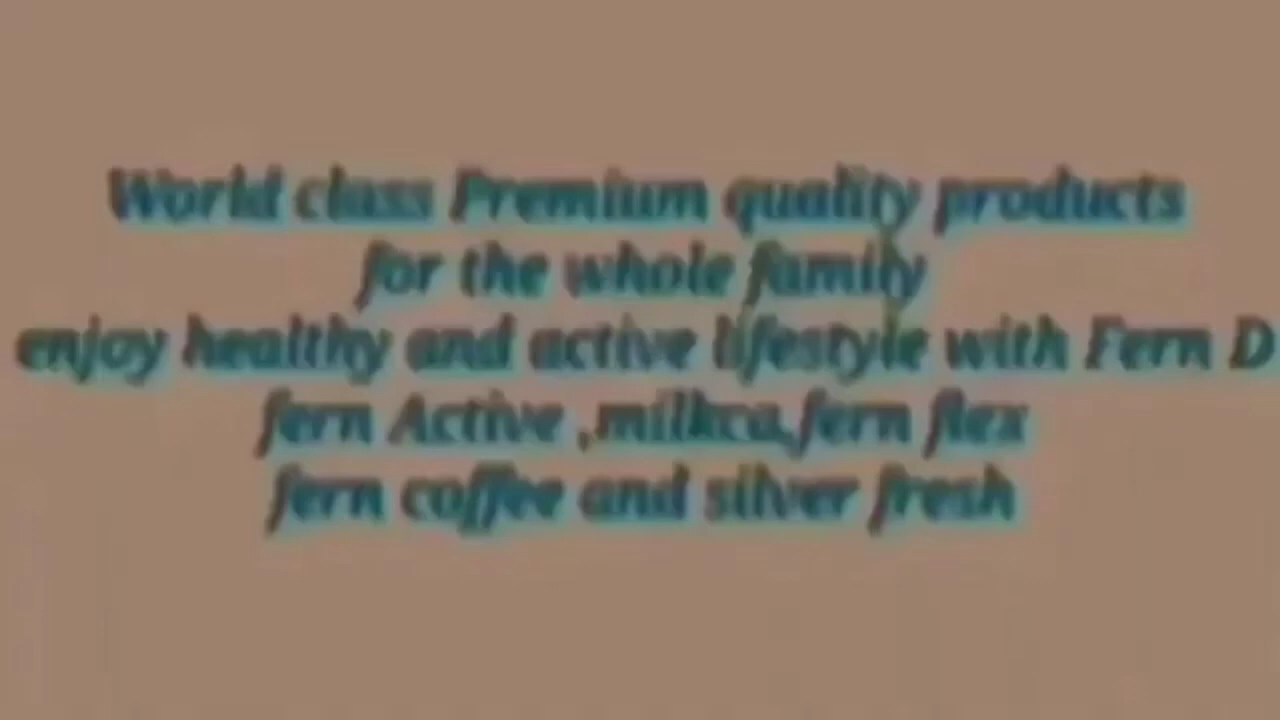 World class Premium quality products
for the whole family
enjoy healthy and active lifestyle with Fern D
fern Active ,milkca,fern flex
fern coffee and silver fresh